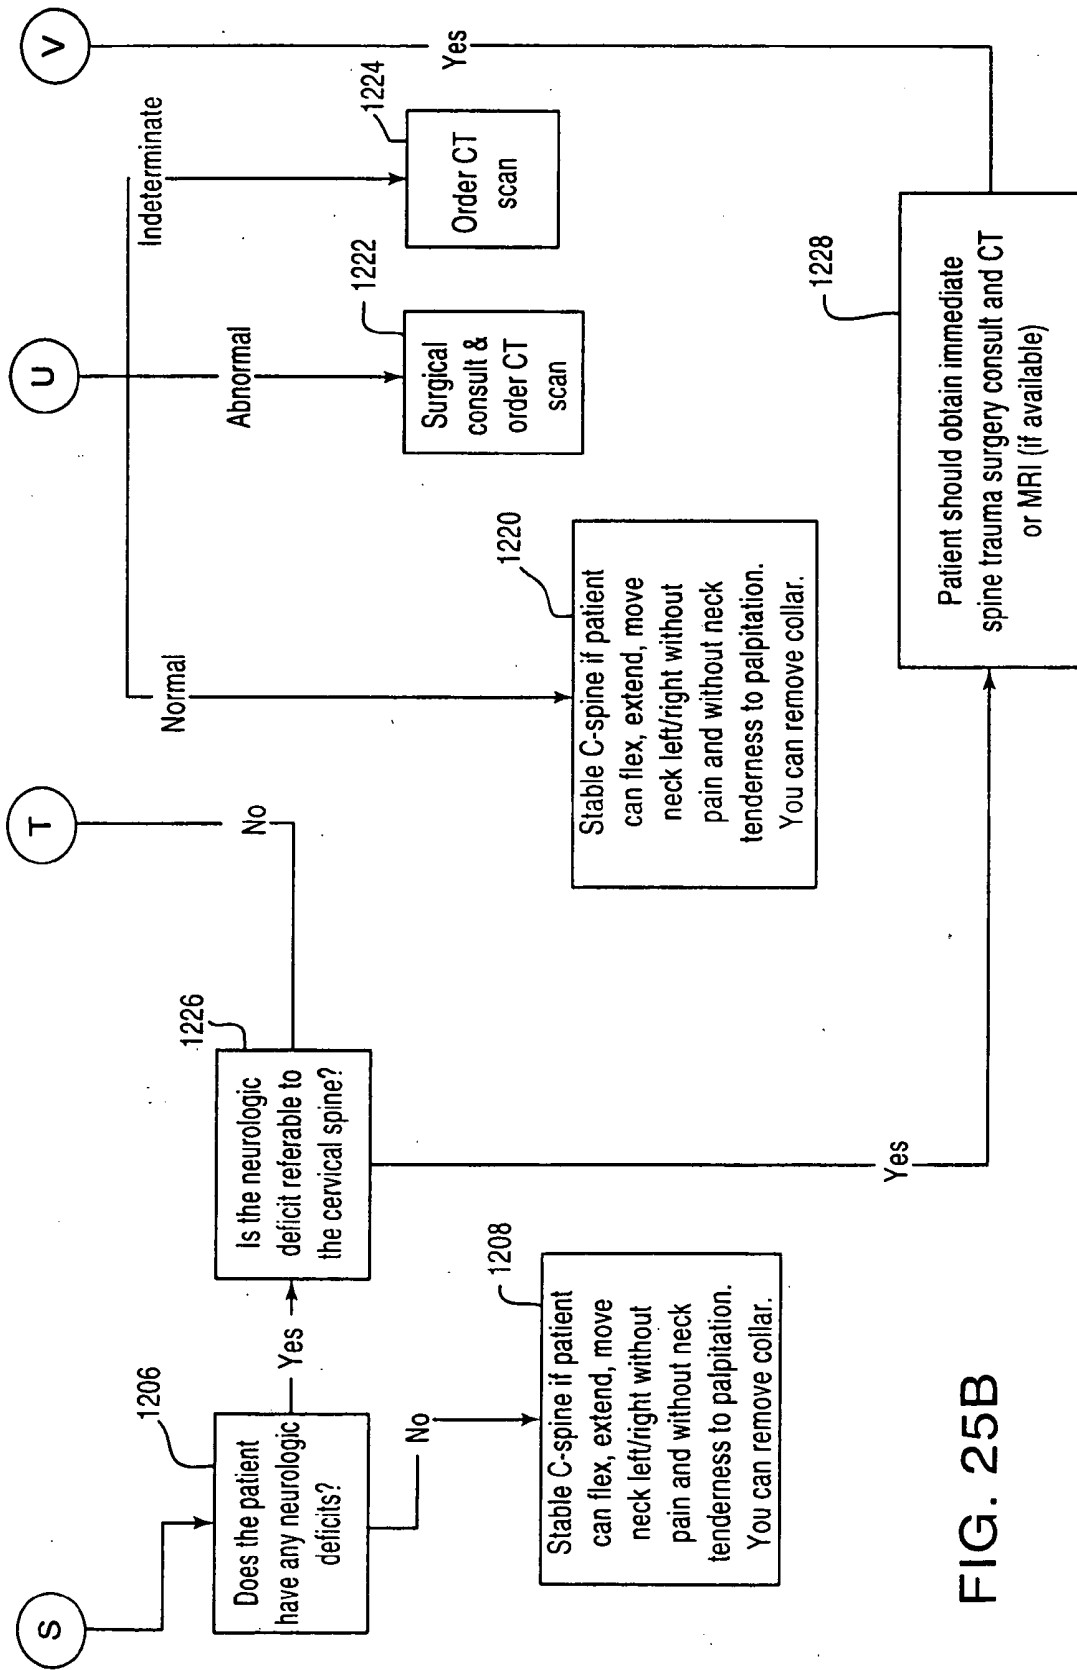 S
T
U
V
1206
Does the patient
have any neurologic
deficits?
Yes
No
1226
Is the neurologic
deficit referable to
the cervical spine?
No
Yes
1208
Stable C-spine if patient
can flex, extend, move
neck left/right without
pain and without neck
tenderness to palpitation.
You can remove collar.
Normal
Abnormal
Indeterminate
1220
Stable C-spine if patient
can flex, extend, move
neck left/right without
pain and without neck
tenderness to palpitation.
You can remove collar.
1222
Surgical
consult &
order CT
scan
1224
Order CT
scan
Yes
1228
Patient should obtain immediate
spine trauma surgery consult and CT
or MRI (if available)
FIG. 25B